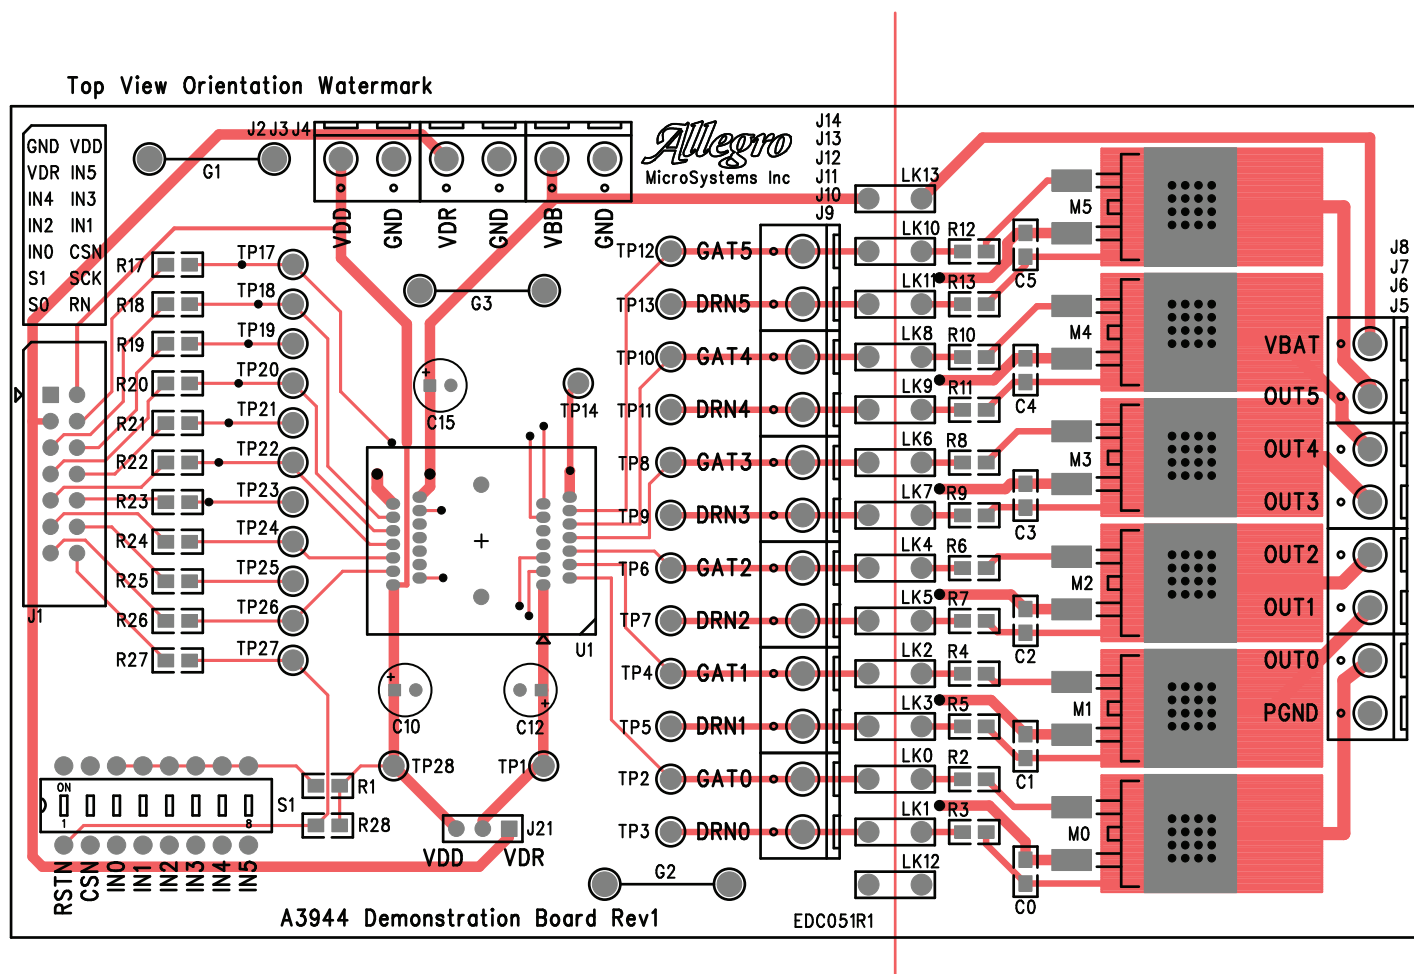 Top View Orientation Watermark
GND VDD
VDR IN5
IN4 IN3
IN2 IN1
IN0 CSN
S1 SCK
S0 RN
G1
J2 J3 J4
Allegro
MicroSystems Inc
J14
J13
J12
J11
J10
J9
VDD
GND
VDR
GND
VBB
GND
G3
R17 TP17
R18 TP18
R19 TP19
R20 TP20
R21 TP21
R22 TP22
R23 TP23
R24 TP24
R25 TP25
R26 TP26
R27 TP27
J1
+
C15
TP14
U1
+
C10
C12
+
TP28
TP1
R1
R28
ON
1 8
S1
RSTN
CSN
IN0
IN1
IN2
IN3
IN4
IN5
J21
VDD VDR
G2
TP12 GAT5
TP13 DRN5
TP10 GAT4
TP11 DRN4
TP8 GAT3
TP9 DRN3
TP6 GAT2
TP7 DRN2
TP4 GAT1
TP5 DRN1
TP2 GAT0
TP3 DRN0
LK13
LK10 R12
LK11 R13
C5
M5
LK8 R10
LK9 R11
C4
M4
LK6 R8
LK7 R9
C3
M3
LK4 R6
LK5 R7
C2
M2
LK2 R4
LK3 R5
C1
M1
LK0 R2
LK1 R3
C0
M0
LK12
J8
J7
J6
J5
VBAT
OUT5
OUT4
OUT3
OUT2
OUT1
OUT0
PGND
A3944 Demonstration Board Rev1
EDC051R1